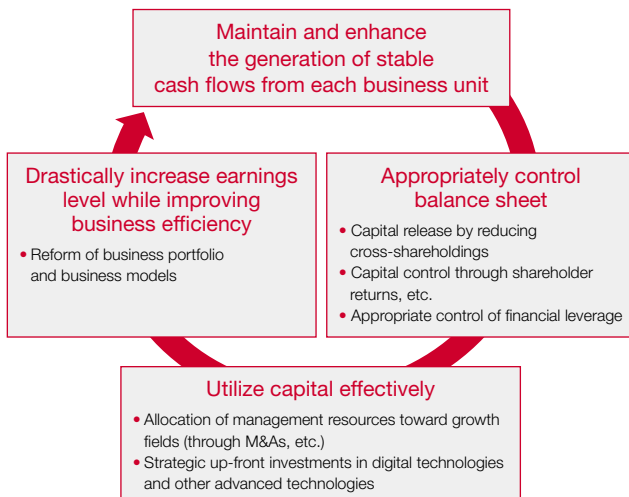 Maintain and enhance
the generation of stable
cash flows from each business unit
Drastically increase earnings
level while improving
business efficiency
• Reform of business portfolio
and business models
Appropriately control
balance sheet
• Capital release by reducing
cross-shareholdings
• Capital control through shareholder
returns, etc.
• Appropriate control of financial leverage
Utilize capital effectively
• Allocation of management resources toward growth
fields (through M&As, etc.)
• Strategic up-front investments in digital technologies
and other advanced technologies